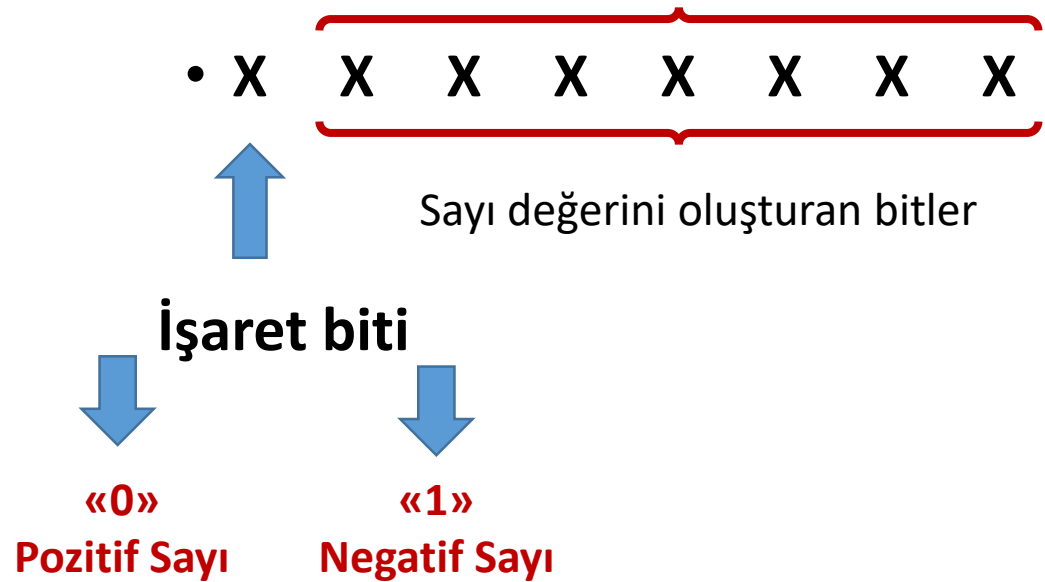 • X X X X X X X X
Sayı değerini oluşturan bitler
İşaret biti
«0» «1»
Pozitif Sayı Negatif Sayı